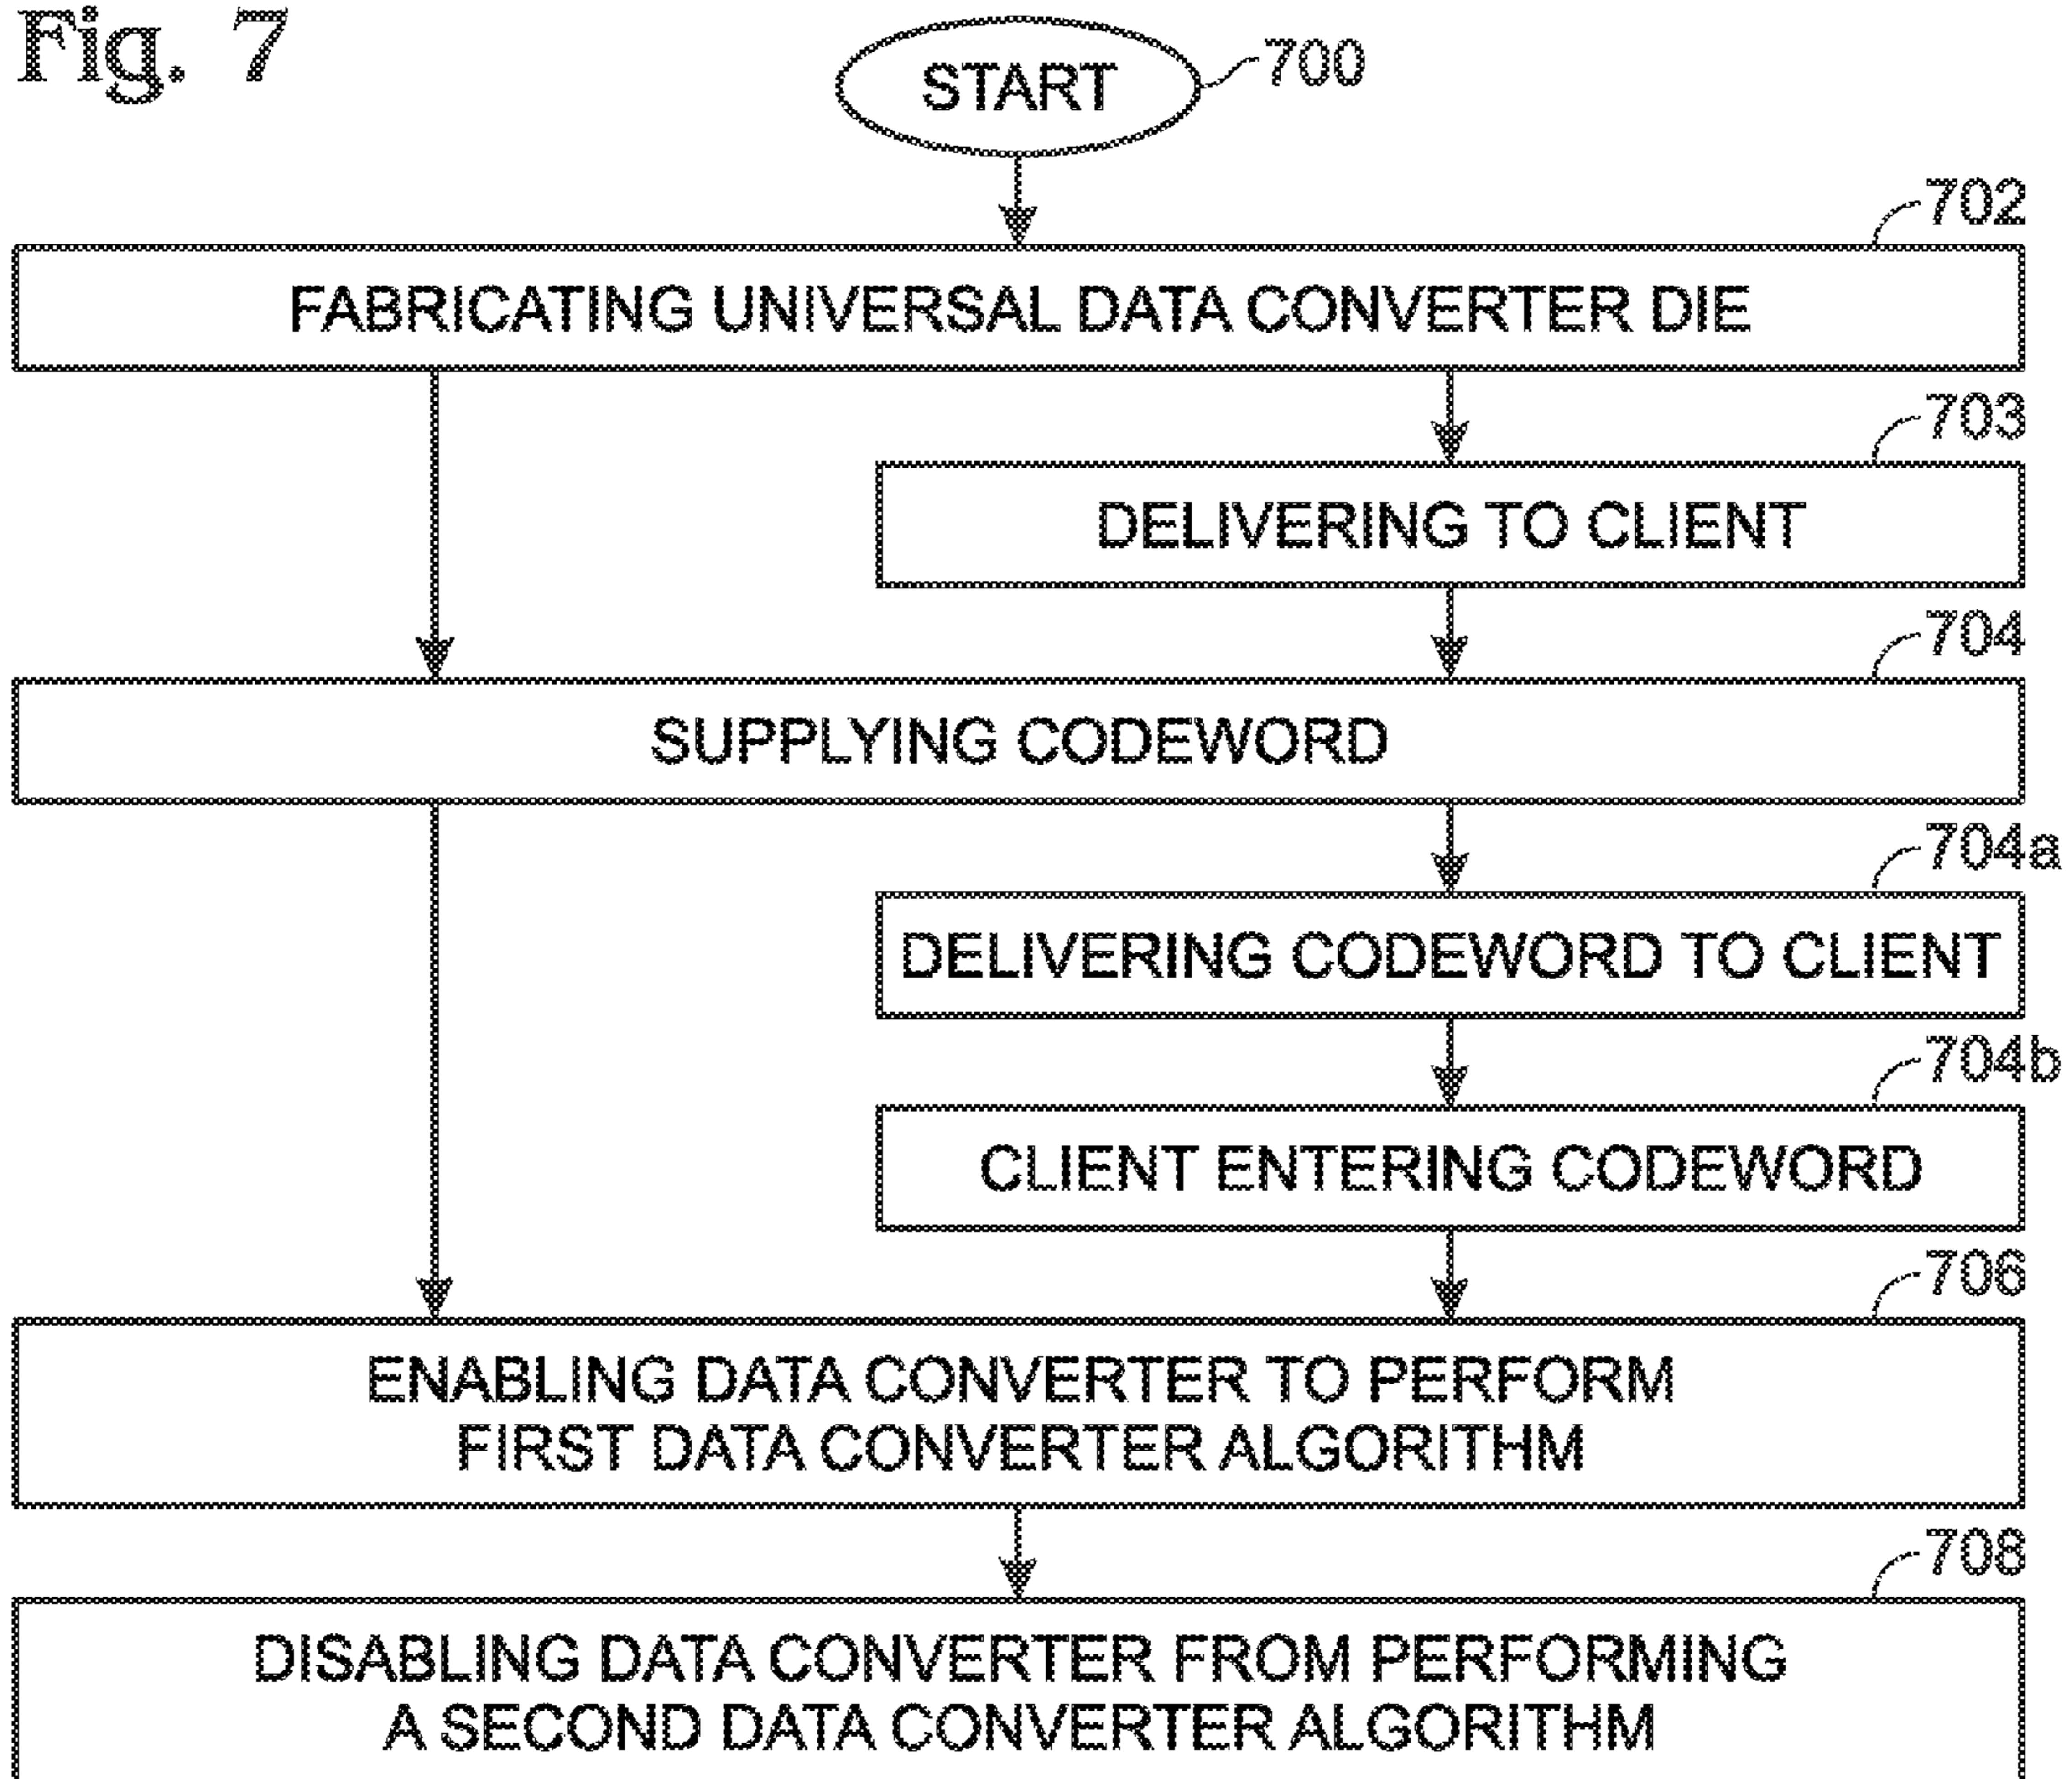 Fig. 7
START
700
702
FABRICATING UNIVERSAL DATA CONVERTER DIE
703
DELIVERING TO CLIENT
704
SUPPLYING CODEWORD
704a
DELIVERING CODEWORD TO CLIENT
704b
CLIENT ENTERING CODEWORD
706
ENABLING DATA CONVERTER TO PERFORM
FIRST DATA CONVERTER ALGORITHM
708
DISABLING DATA CONVERTER FROM PERFORMING
A SECOND DATA CONVERTER ALGORITHM